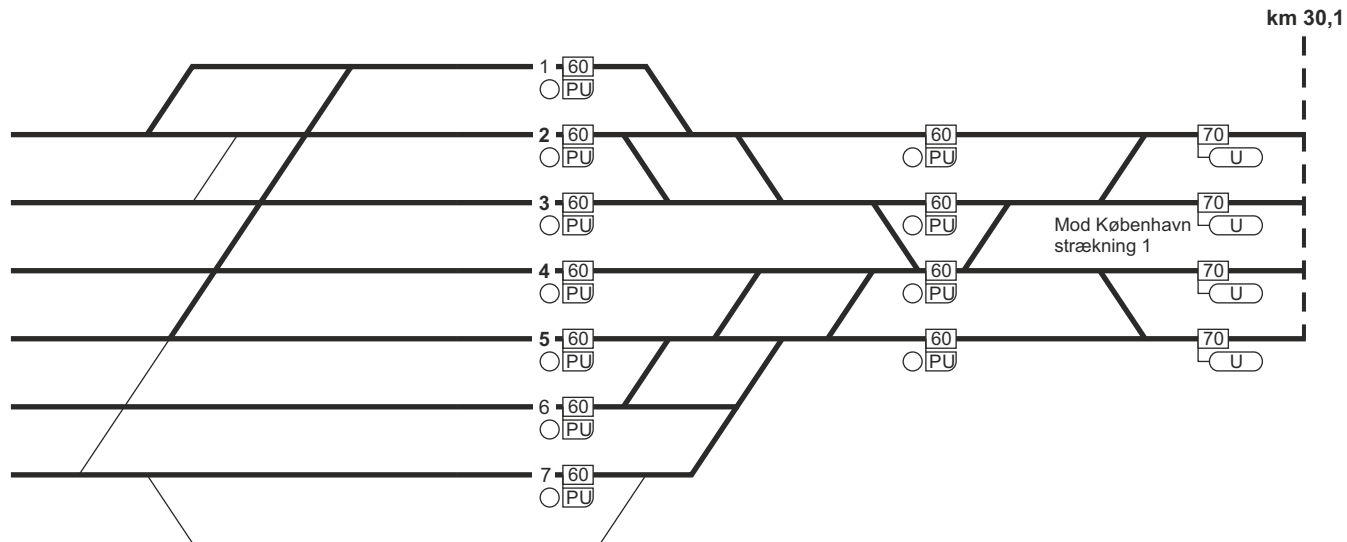 km 30,1
1 60
PU
2 60 60 70
PU PU U
3 60 60 70
PU PU U
Mod København
strækning 1
4 60 60 70
PU PU U
5 60 60 70
PU PU U
6 60
PU
7 60
PU